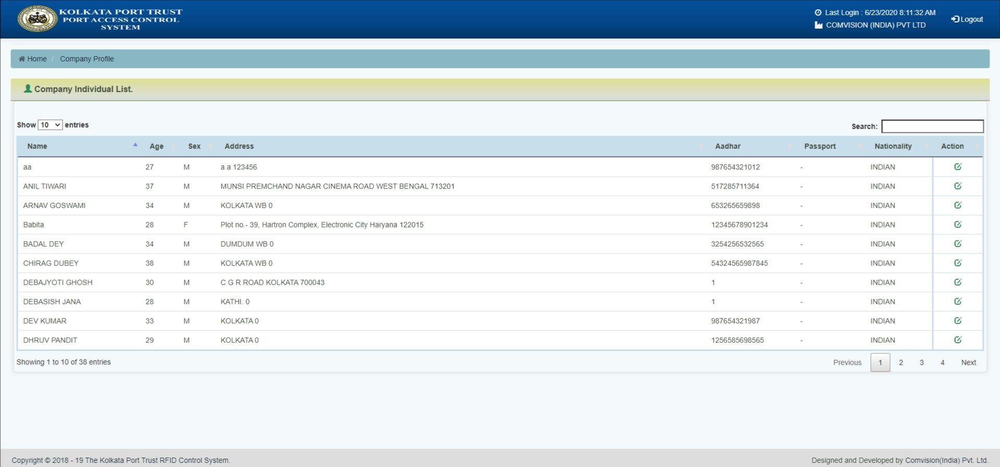 KOLKATA PORT TRUST
PORT ACCESS CONTROL
SYSTEM
Last Login : 6/23/2020 8:11:32 AM
COMVISION (INDIA) PVT LTD
Logout
Home / Company Profile
Company Individual List.
Show 10 entries
Search:
Name Age Sex Address Aadhar Passport Nationality Action
aa 27 M a a 123456 987654321012 - INDIAN
ANIL TIWARI 37 M MUNSI PREMCHAND NAGAR CINEMA ROAD WEST BENGAL 713201 517285711364 - INDIAN
ARNAV GOSWAMI 34 M KOLKATA WB 0 653265659898 - INDIAN
Babita 28 F Plot no.- 39, Hartron Complex, Electronic City Haryana 122015 12345678901234 - INDIAN
BADAL DEY 34 M DUMDUM WB 0 3254256532565 - INDIAN
CHIRAG DUBEY 38 M KOLKATA WB 0 54324565987845 - INDIAN
DEBAJYOTI GHOSH 30 M C G R ROAD KOLKATA 700043 1 - INDIAN
DEBASISH JANA 28 M KATHI. 0 1 - INDIAN
DEV KUMAR 33 M KOLKATA 0 987654321987 - INDIAN
DHRUV PANDIT 29 M KOLKATA 0 1256585698565 - INDIAN
Showing 1 to 10 of 38 entries
Previous 1 2 3 4 Next
Copyright © 2018 - 19 The Kolkata Port Trust RFID Control System.
Designed and Developed by Comvision(India) Pvt. Ltd.